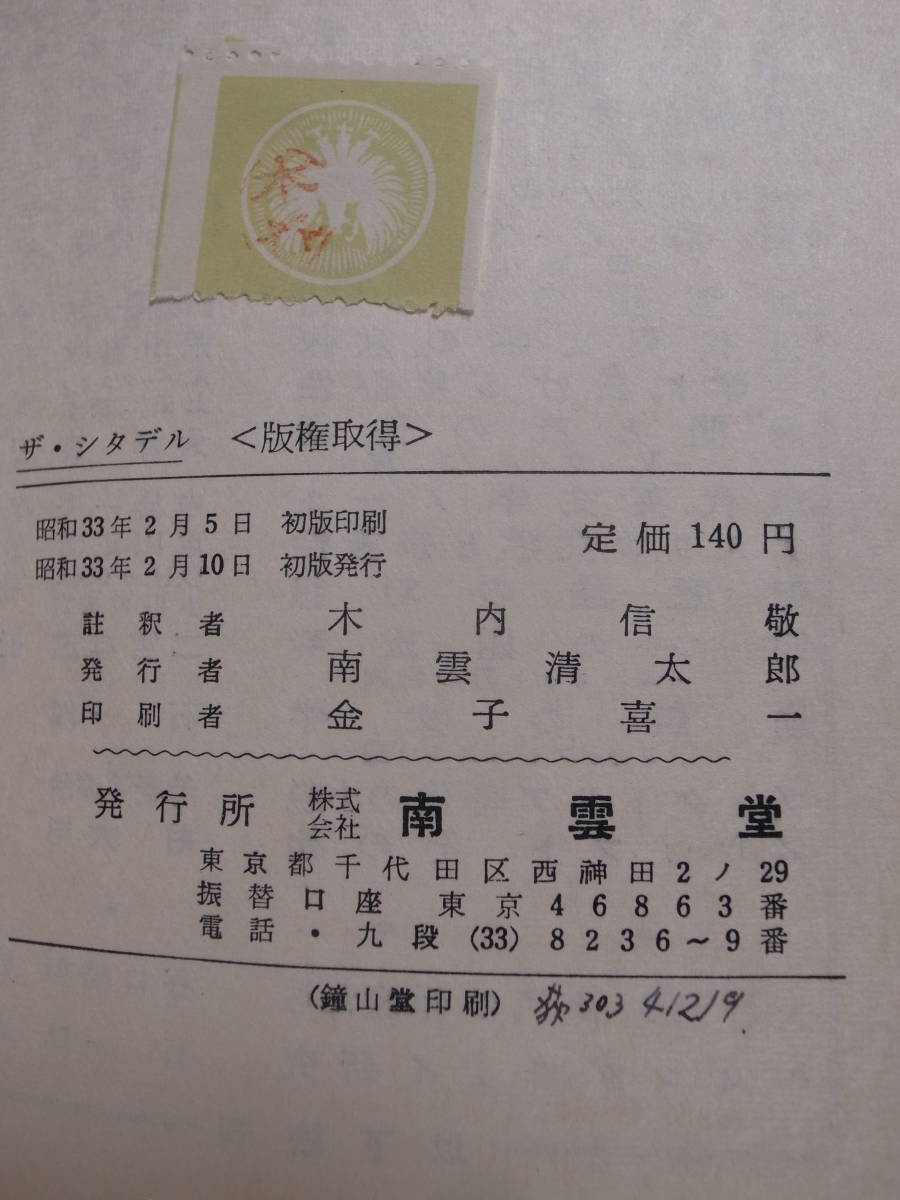 ザ・シタデル <版権取得>
昭和33年2月5日 初版印刷
昭和33年2月10日 初版発行
定価140円
註釈者 木内信敬
発行者 南雲清太郎
印刷者 金子喜一
発行所 株式会社 南雲堂
東京都千代田区西神田2ノ29
振替口座 東京46863番
電話・九段(33)8236~9番
(鐘山堂印刷) 303 41219